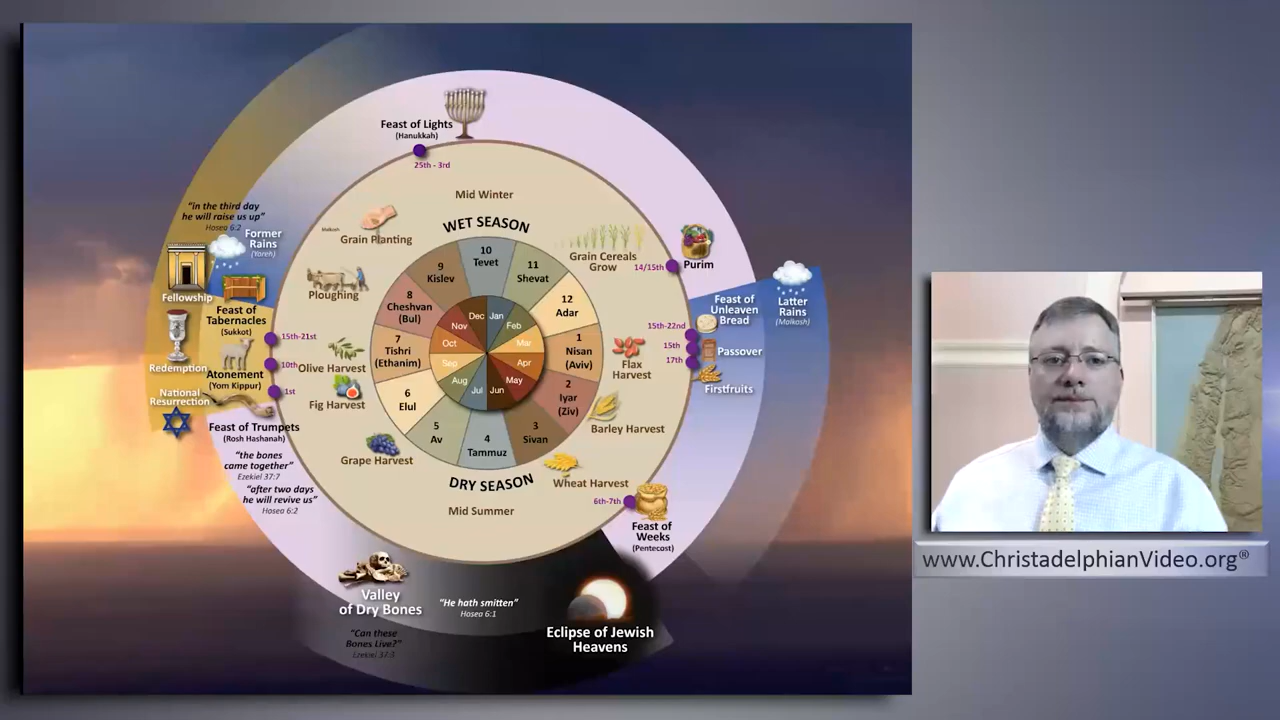 Feast of Lights
(Hanukkah)
25th - 3rd
Mid Winter
WET SEASON
Malkosh
Grain Planting
Grain Cereals
Grow
14/15th
Purim
"in the third day
he will raise us up"
Hosea 6:2
Former
Rains
(Yoreh)
Fellowship
Ploughing
10
Tevet
11
Shevat
12
Adar
1
Nisan
(Aviv)
2
Iyar
(Ziv)
3
Sivan
4
Tammuz
5
Av
6
Elul
7
Tishri
(Ethanim)
8
Cheshvan
(Bul)
9
Kislev
Jan
Feb
Mar
Apr
May
Jun
Jul
Aug
Sep
Oct
Nov
Dec
Feast of
Unleaven
Bread
Latter
Rains
(Malkosh)
15th-22nd
15th
17th
Passover
Firstfruits
Flax
Harvest
Barley Harvest
Wheat Harvest
6th-7th
Feast of
Weeks
(Pentecost)
Feast of
Tabernacles
(Sukkot)
15th-21st
Redemption
10th
Atonement
(Yom Kippur)
National
Resurrection
1st
Feast of Trumpets
(Rosh Hashanah)
Olive Harvest
Fig Harvest
Grape Harvest
DRY SEASON
Mid Summer
"the bones
came together"
Ezekiel 37:7
"after two days
he will revive us"
Hosea 6:2
Valley
of Dry Bones
"Can these
Bones Live?"
Ezekiel 37:3
"He hath smitten"
Hosea 6:1
Eclipse of Jewish
Heavens
www.ChristadelphianVideo.org®